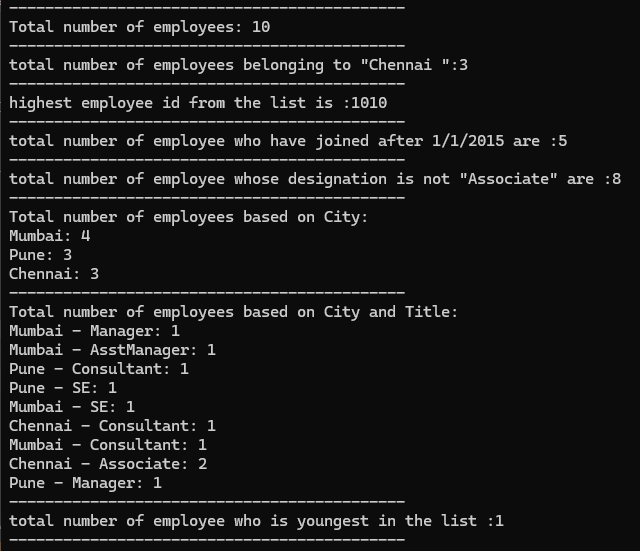 --------------------------------------------
Total number of employees: 10
--------------------------------------------
total number of employees belonging to "Chennai ":3
--------------------------------------------
highest employee id from the list is :1010
--------------------------------------------
total number of employee who have joined after 1/1/2015 are :5
--------------------------------------------
total number of employee whose designation is not "Associate" are :8
--------------------------------------------
Total number of employees based on City:
Mumbai: 4
Pune: 3
Chennai: 3
--------------------------------------------
Total number of employees based on City and Title:
Mumbai - Manager: 1
Mumbai - AsstManager: 1
Pune - Consultant: 1
Pune - SE: 1
Mumbai - SE: 1
Chennai - Consultant: 1
Mumbai - Consultant: 1
Chennai - Associate: 2
Pune - Manager: 1
--------------------------------------------
total number of employee who is youngest in the list :1
--------------------------------------------